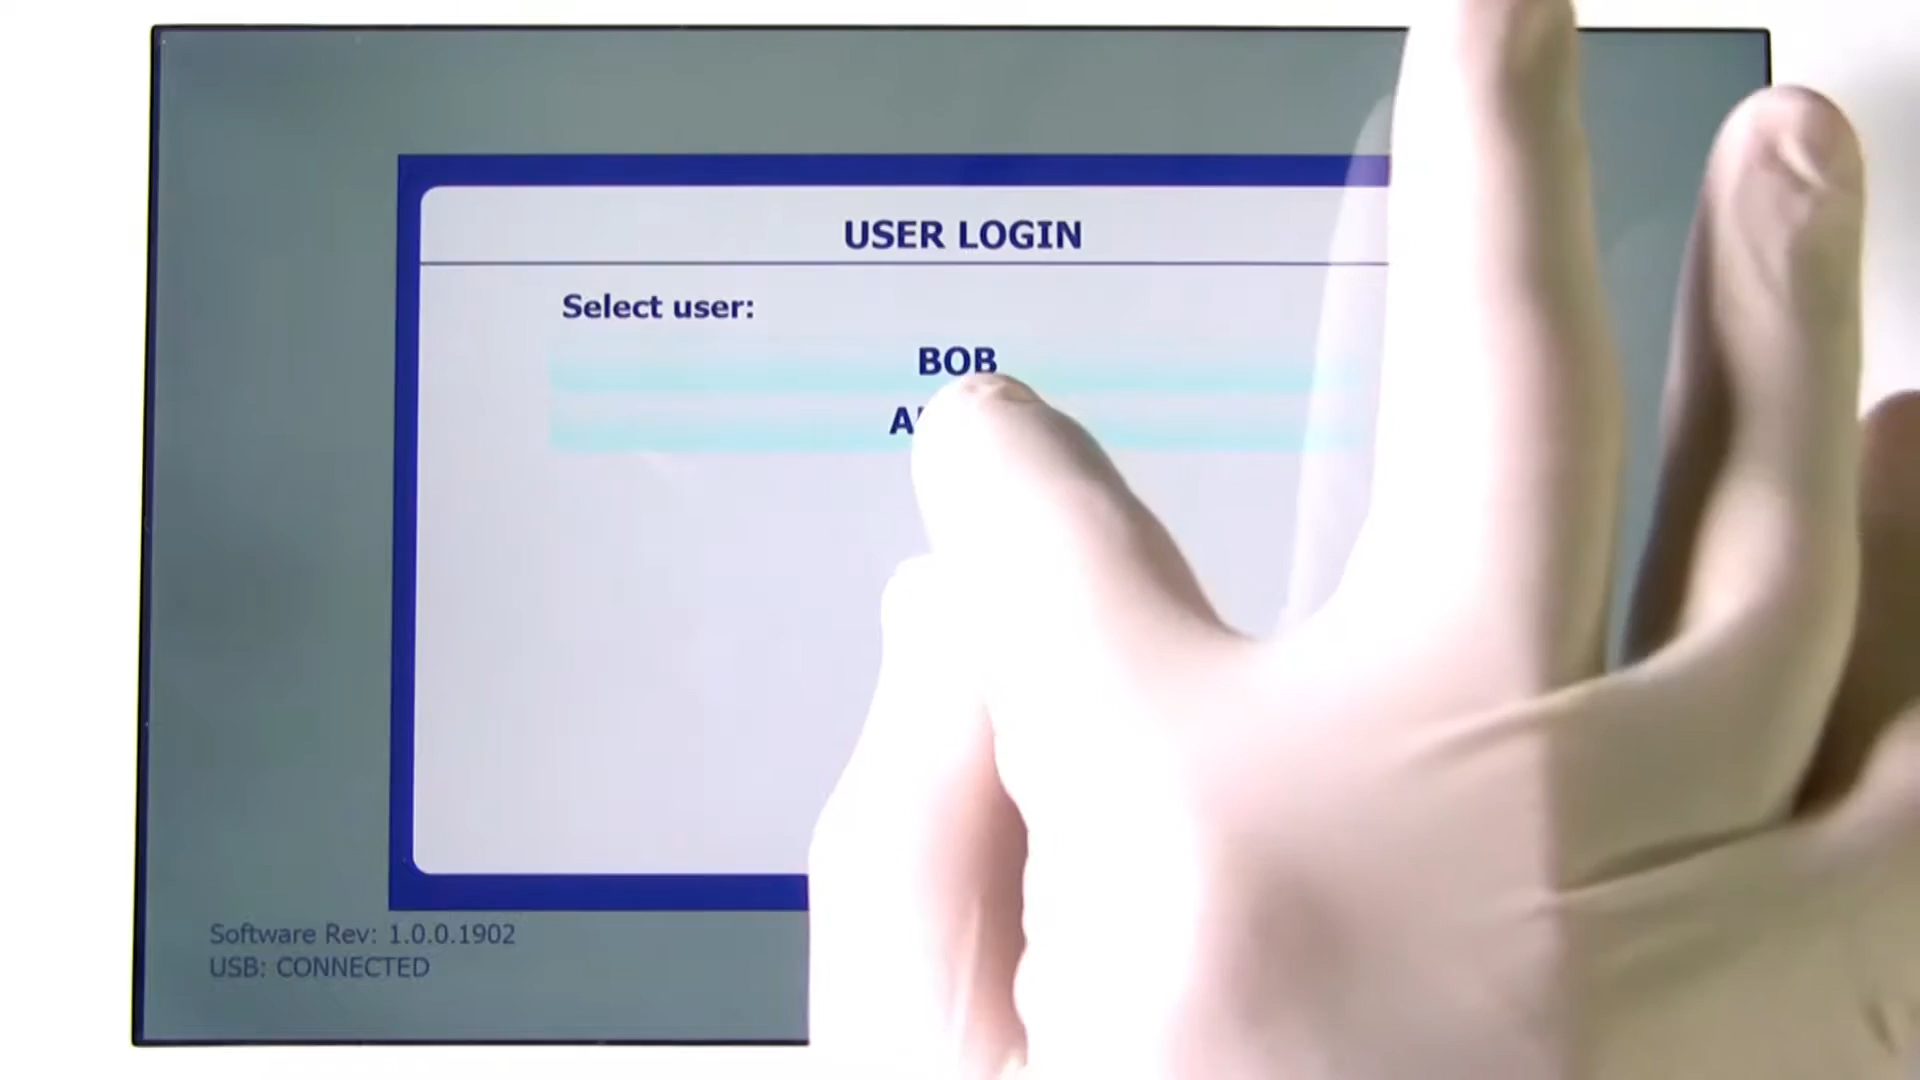 USER LOGIN
Select user:
BOB
Software Rev: 1.0.0.1902
USB: CONNECTED